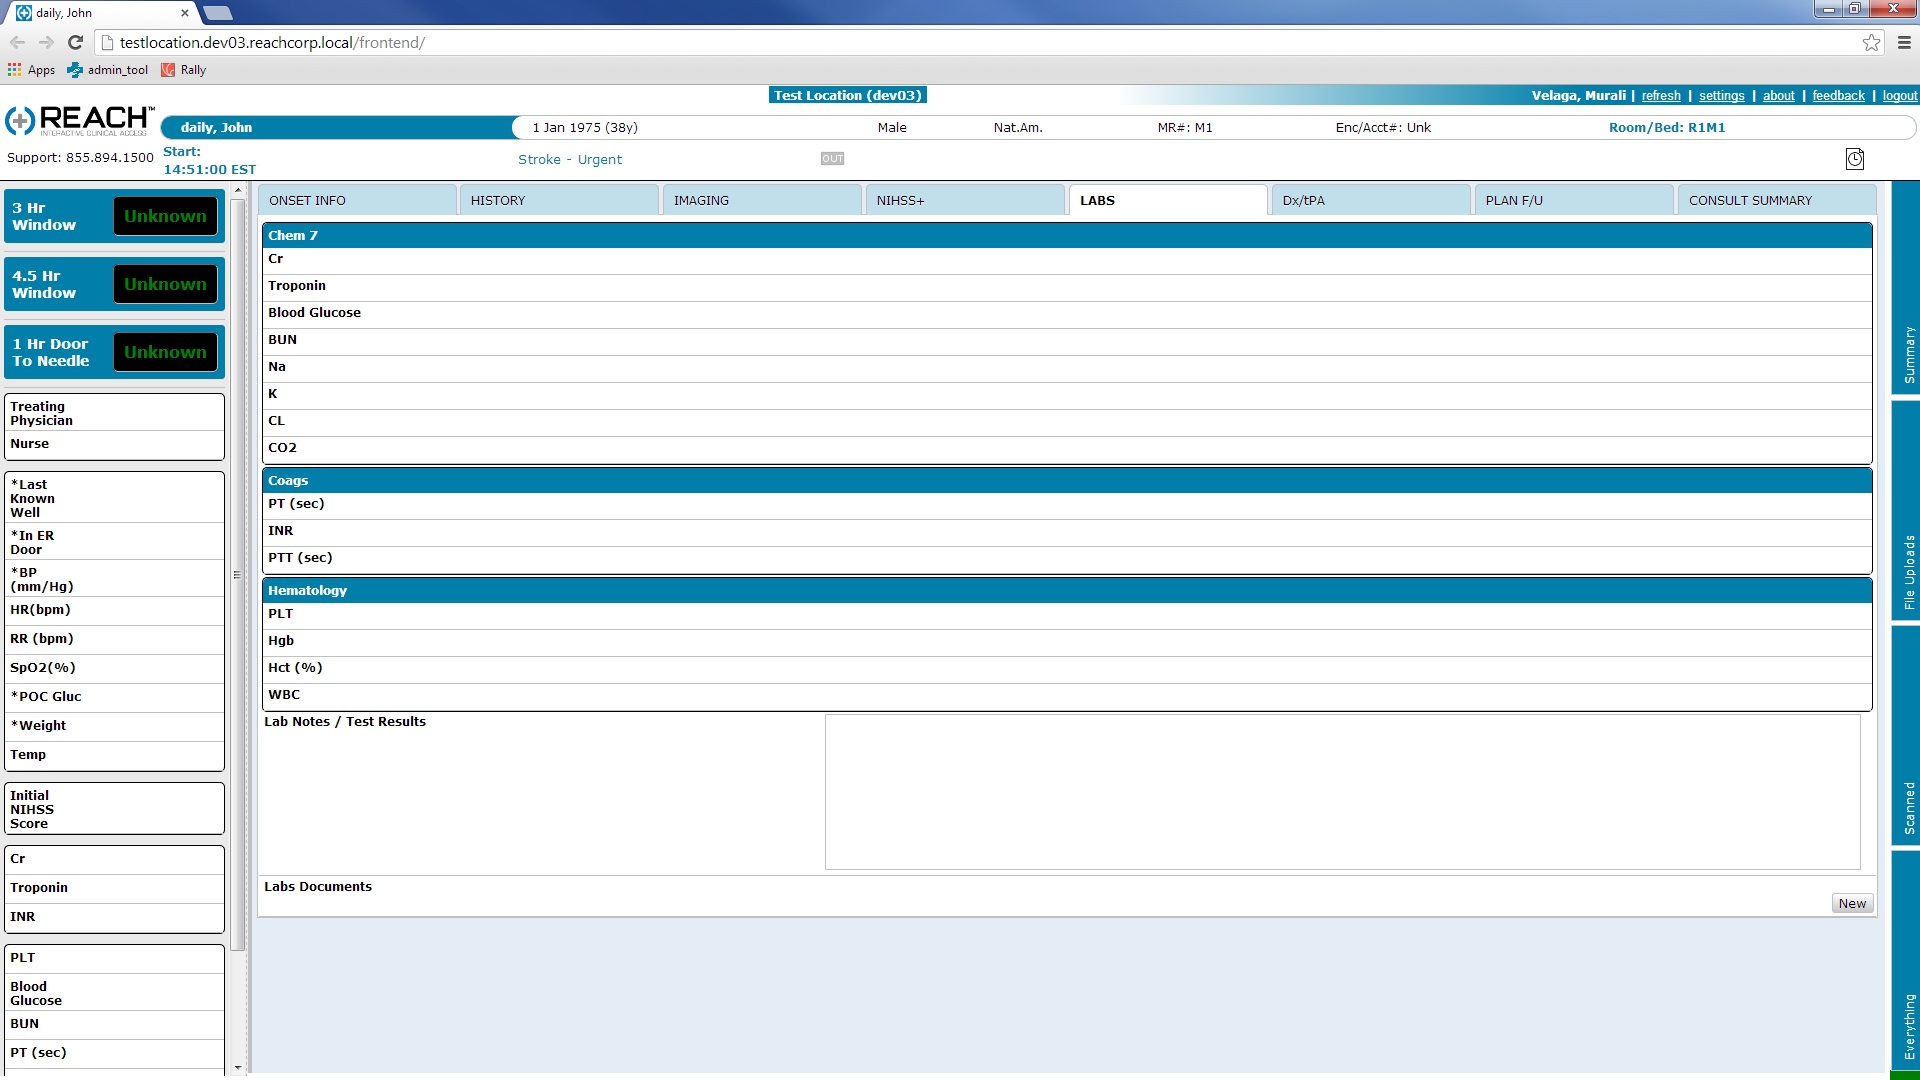 daily, John
testlocation.dev03.reachcorp.local/frontend/
Apps admin_tool Rally
Test Location (dev03)
Velaga, Murali | refresh | settings | about | feedback | logout
REACH™
INTERACTIVE CLINICAL ACCESS
daily, John 1 Jan 1975 (38y) Male Nat.Am. MR#: M1 Enc/Acct#: Unk Room/Bed: R1M1
Support: 855.894.1500
Start:
14:51:00 EST
Stroke - Urgent
OUT
3 Hr
Window
Unknown
4.5 Hr
Window
Unknown
1 Hr Door
To Needle
Unknown
Treating
Physician
Nurse
*Last
Known
Well
*In ER
Door
*BP
(mm/Hg)
HR(bpm)
RR (bpm)
SpO2(%)
*POC Gluc
*Weight
Temp
Initial
NIHSS
Score
Cr
Troponin
INR
PLT
Blood
Glucose
BUN
PT (sec)
ONSET INFO HISTORY IMAGING NIHSS+ LABS Dx/tPA PLAN F/U CONSULT SUMMARY
Chem 7
Cr
Troponin
Blood Glucose
BUN
Na
K
CL
CO2
Coags
PT (sec)
INR
PTT (sec)
Hematology
PLT
Hgb
Hct (%)
WBC
Lab Notes / Test Results
Labs Documents
New
Summary
File Uploads
Scanned
Everything